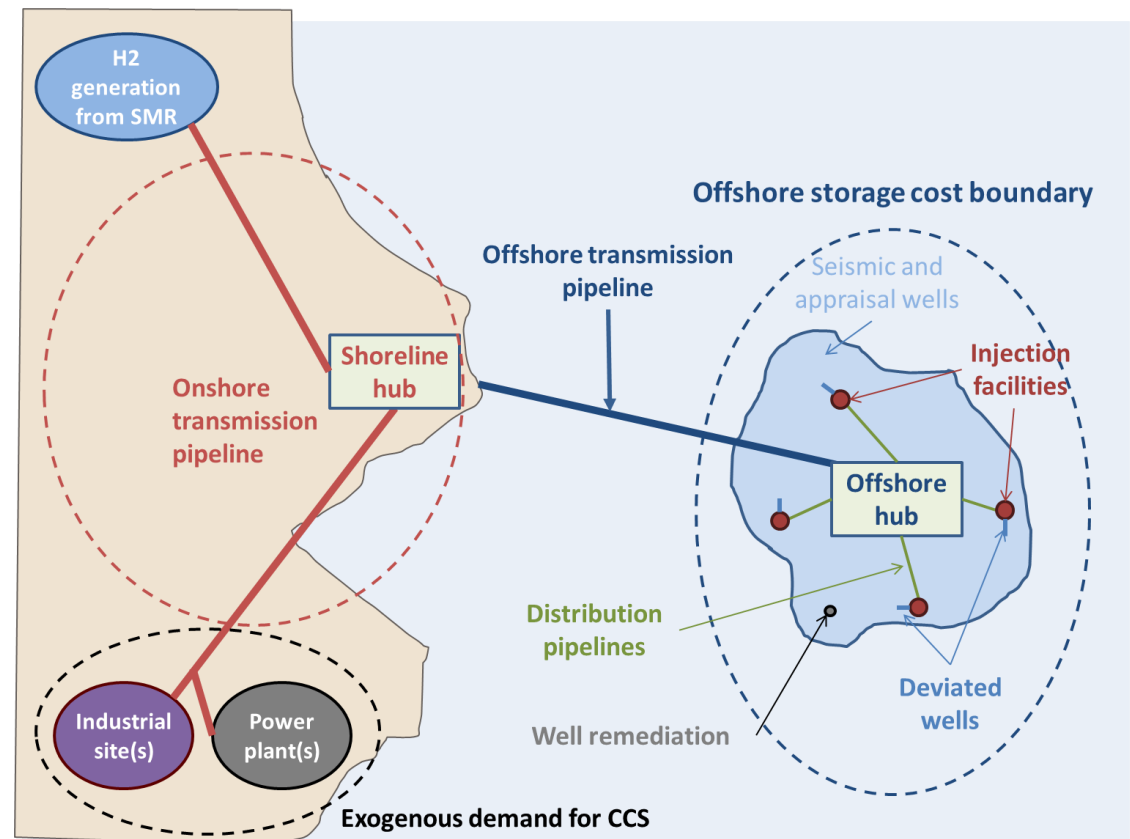 H2
generation
from SMR
Offshore storage cost boundary
Offshore transmission
pipeline
Seismic and
appraisal wells
Injection
facilities
Shoreline
hub
Onshore
transmission
pipeline
Offshore
hub
Distribution
pipelines
Deviated
wells
Well remediation
Industrial
site(s)
Power
plant(s)
Exogenous demand for CCS